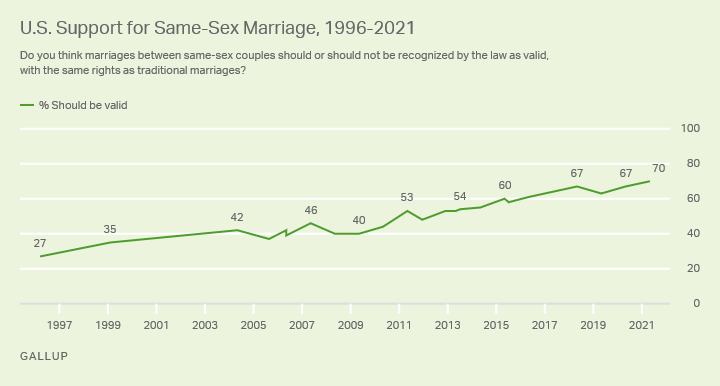 U.S. Support for Same-Sex Marriage, 1996-2021
Do you think marriages between same-sex couples should or should not be recognized by the law as valid,
with the same rights as traditional marriages?
% Should be valid
100
80
60
40
20
0
27
35
42
46
40
53
54
60
67
67
70
1997 1999 2001 2003 2005 2007 2009 2011 2013 2015 2017 2019 2021
GALLUP